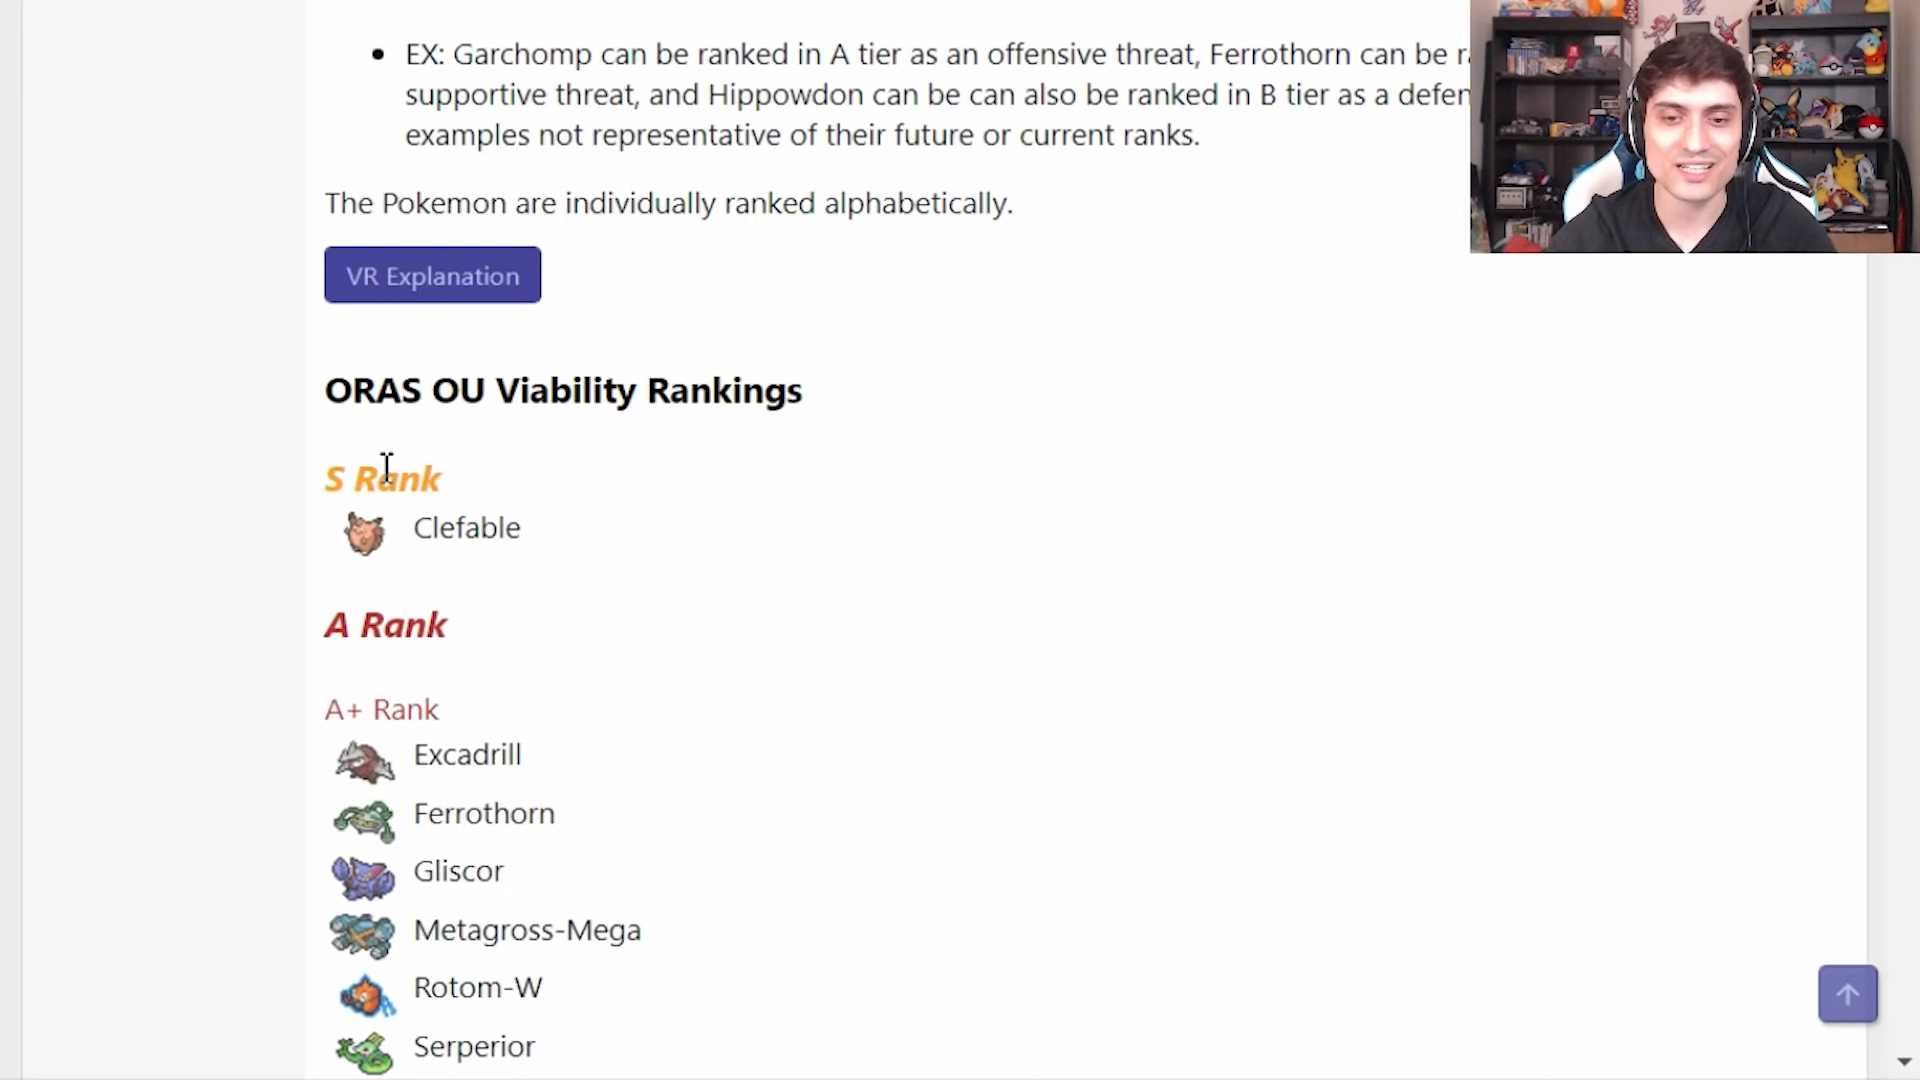 EX: Garchomp can be ranked in A tier as an offensive threat, Ferrothorn can be
supportive threat, and Hippowdon can be can also be ranked in B tier as a
examples not representative of their future or current ranks.
The Pokemon are individually ranked alphabetically.
VR Explanation
ORAS OU Viability Rankings
S Rank
Clefable
A Rank
A+ Rank
Excadrill
Ferrothorn
Gliscor
Metagross-Mega
Rotom-W
Serperior